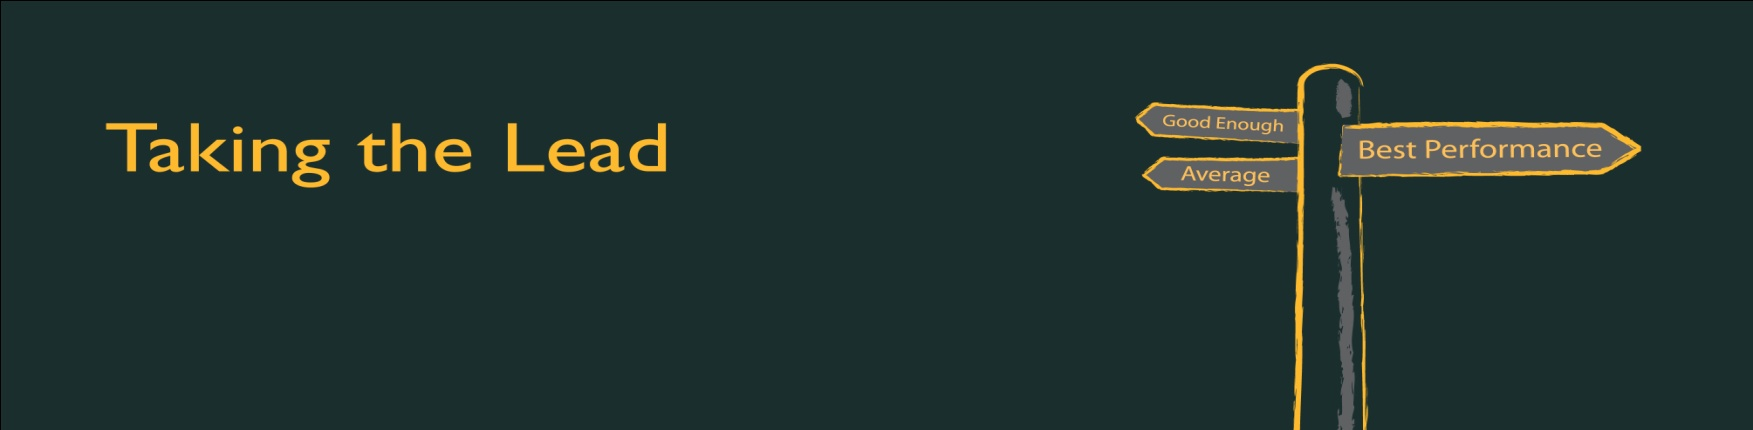 Taking the Lead
Good Enough
Average
Best Performance